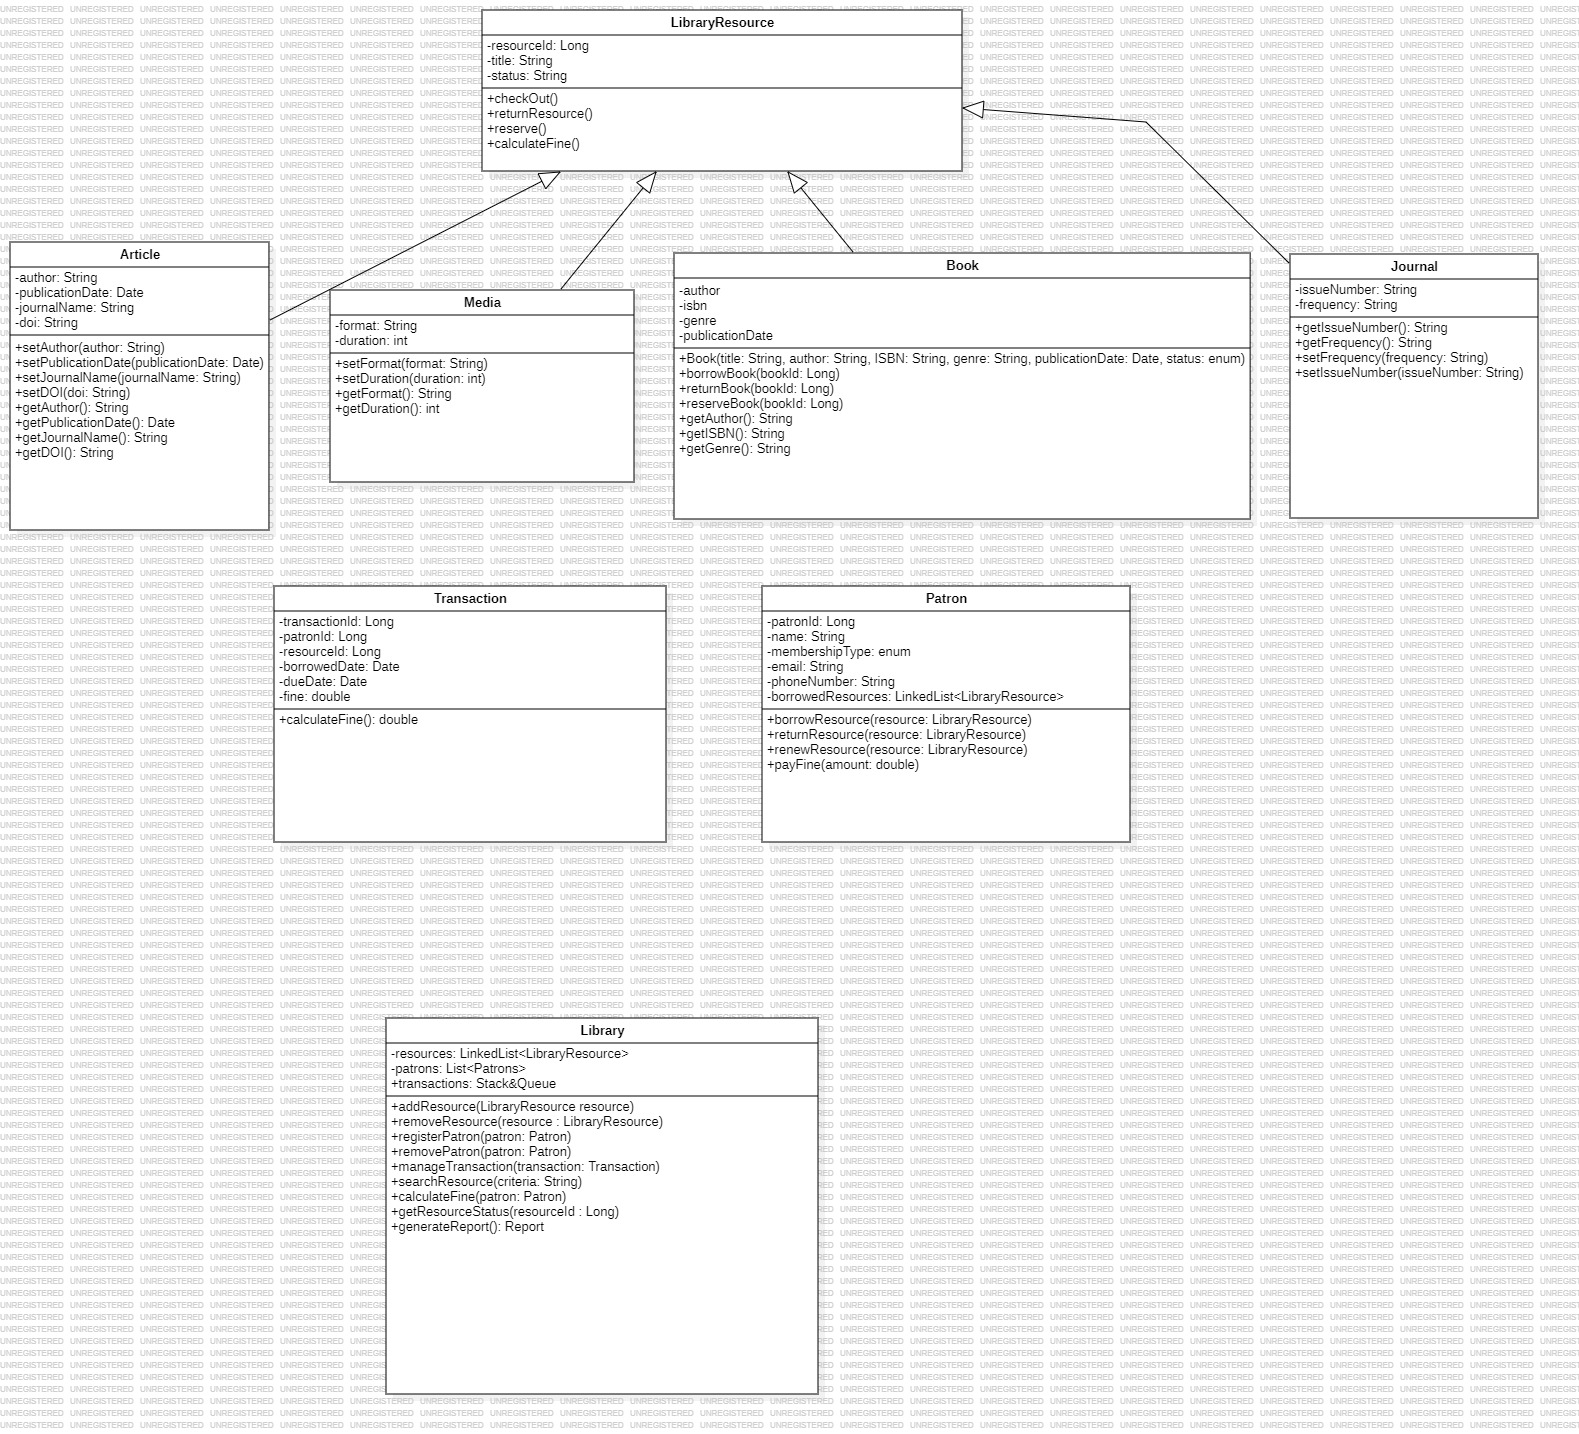 LibraryResource
-resourceId: Long
-title: String
-status: String
+checkOut()
+returnResource()
+reserve()
+calculateFine()
Article
-author: String
-publicationDate: Date
-journalName: String
-doi: String
+setAuthor(author: String)
+setPublicationDate(publicationDate: Date)
+setJournalName(journalName: String)
+setDOI(doi: String)
+getAuthor(): String
+getPublicationDate(): Date
+getJournalName(): String
+getDOI(): String
Media
-format: String
-duration: int
+setFormat(format: String)
+setDuration(duration: int)
+getFormat(): String
+getDuration(): int
Book
-author
-isbn
-genre
-publicationDate
+Book(title: String, author: String, ISBN: String, genre: String, publicationDate: Date, status: enum)
+borrowBook(bookId: Long)
+returnBook(bookId: Long)
+reserveBook(bookId: Long)
+getAuthor(): String
+getISBN(): String
+getGenre(): String
Journal
-issueNumber: String
-frequency: String
+getIssueNumber(): String
+getFrequency(): String
+setFrequency(frequency: String)
+setIssueNumber(issueNumber: String)
Transaction
-transactionId: Long
-patronId: Long
-resourceId: Long
-borrowedDate: Date
-dueDate: Date
-fine: double
+calculateFine(): double
Patron
-patronId: Long
-name: String
-membershipType: enum
-email: String
-phoneNumber: String
-borrowedResources: LinkedList<LibraryResource>
+borrowResource(resource: LibraryResource)
+returnResource(resource: LibraryResource)
+renewResource(resource: LibraryResource)
+payFine(amount: double)
Library
-resources: LinkedList<LibraryResource>
-patrons: List<Patrons>
+transactions: Stack&Queue
+addResource(LibraryResource resource)
+removeResource(resource : LibraryResource)
+registerPatron(patron: Patron)
+removePatron(patron: Patron)
+manageTransaction(transaction: Transaction)
+searchResource(criteria: String)
+calculateFine(patron: Patron)
+getResourceStatus(resourceId : Long)
+generateReport(): Report
UNREGISTERED